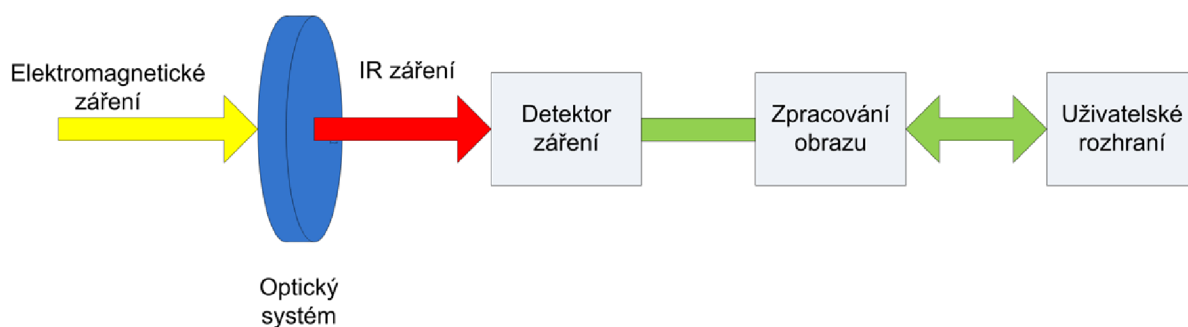 Elektromagnetické
záření
IR záření
Optický
systém
Detektor
záření
Zpracování
obrazu
Uživatelské
rozhraní